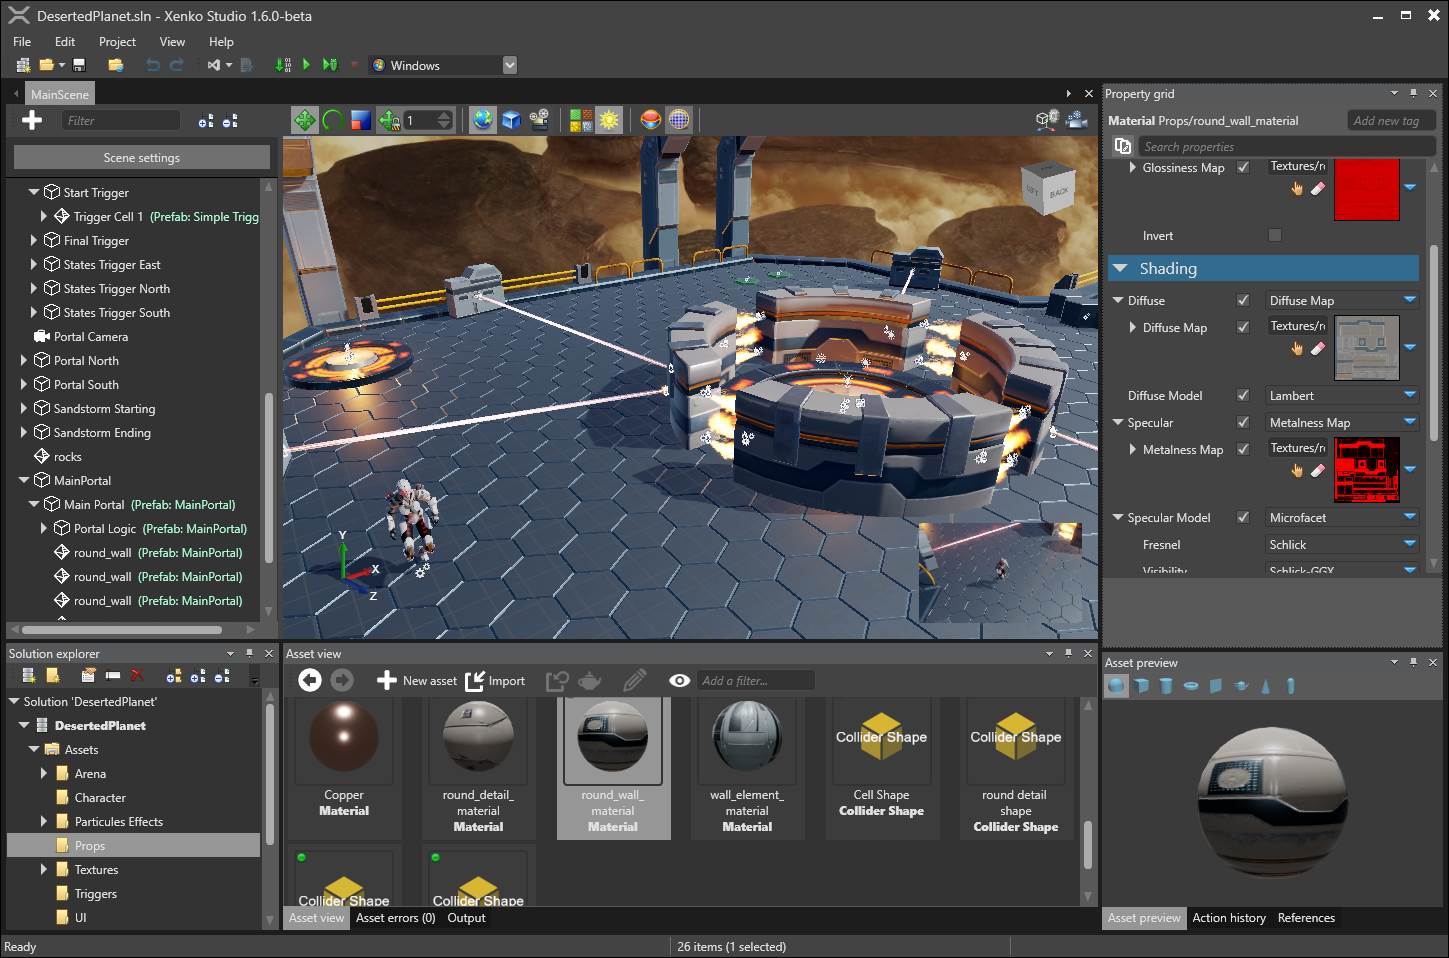 DesertedPlanet.sln - Xenko Studio 1.6.0-beta
File Edit Project View Help
Windows
MainScene
Filter
1
Scene settings
Start Trigger
Trigger Cell 1 (Prefab: Simple Trigg
Final Trigger
States Trigger East
States Trigger North
States Trigger South
Portal Camera
Portal North
Portal South
Sandstorm Starting
Sandstorm Ending
rocks
MainPortal
Main Portal (Prefab: MainPortal)
Portal Logic (Prefab: MainPortal)
round_wall (Prefab: MainPortal)
round_wall (Prefab: MainPortal)
round_wall (Prefab: MainPortal)
LEFT BACK
Y
X
Z
Property grid
Material Props/round_wall_material
Add new tag
Search properties
Glossiness Map Textures/r
Invert
Shading
Diffuse Diffuse Map
Diffuse Map Textures/r
Diffuse Model Lambert
Specular Metalness Map
Metalness Map Textures/r
Specular Model Microfacet
Fresnel Schlick
Visibility Schlick-GGX
Solution explorer
Solution 'DesertedPlanet'
DesertedPlanet
Assets
Arena
Character
Particules Effects
Props
Textures
Triggers
UI
Asset view
New asset Import Add a filter...
Copper
Material
round_detail_
material
Material
round_wall_
material
Material
wall_element_
material
Material
Collider Shape
Cell Shape
Collider Shape
Collider Shape
round detail
shape
Collider Shape
Collider Shape
Collider Shape
Asset view Asset errors (0) Output
Asset preview
Asset preview Action history References
Ready
26 items (1 selected)